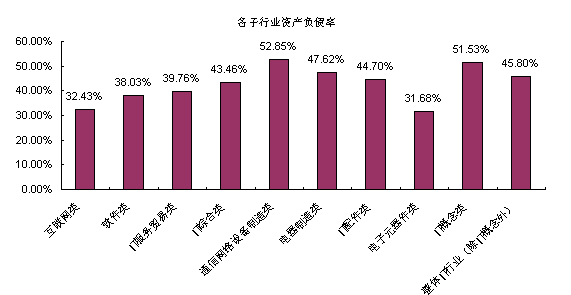 各子行业资产负债率
60.00%
50.00%
40.00%
30.00%
20.00%
10.00%
0.00%
32.43%
38.03%
39.76%
43.46%
52.85%
47.62%
44.70%
31.68%
51.53%
45.80%
互联网类
软件类
IT服务贸易类
IT综合类
通信网络设备制造类
电器制造类
IT配件类
电子元器件类
IT概念类
整体IT行业（除IT概念外）